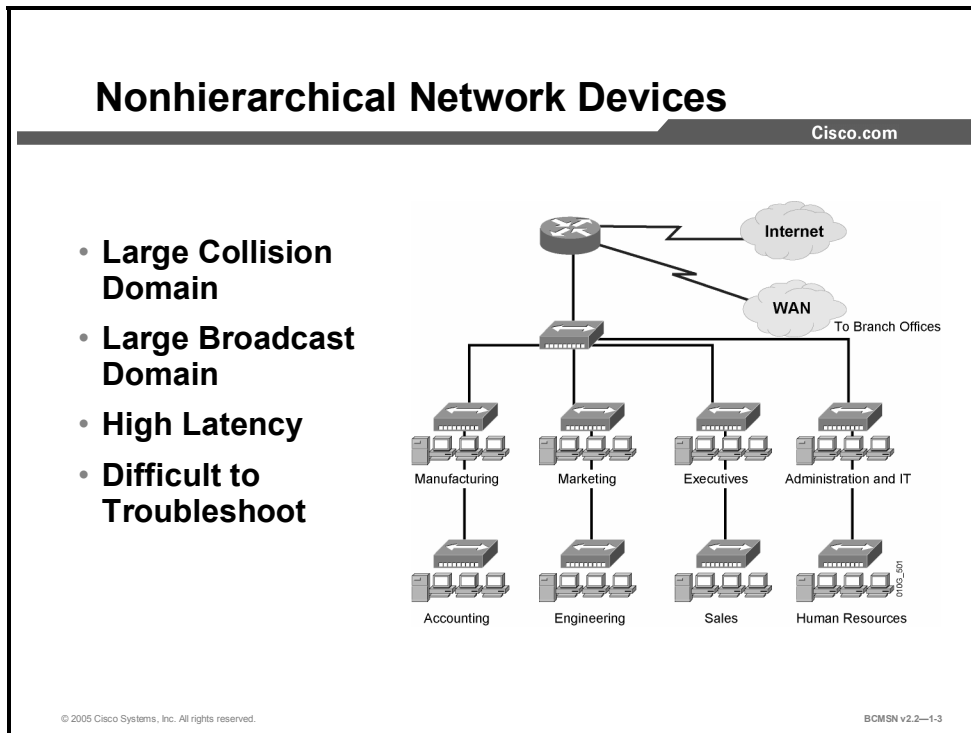 Nonhierarchical Network Devices
Cisco.com
• Large Collision
Domain
• Large Broadcast
Domain
• High Latency
• Difficult to
Troubleshoot
Internet
WAN
To Branch Offices
Manufacturing
Marketing
Executives
Administration and IT
010G_501
Accounting
Engineering
Sales
Human Resources
© 2005 Cisco Systems, Inc. All rights reserved.
BCMSN v2.2—1-3